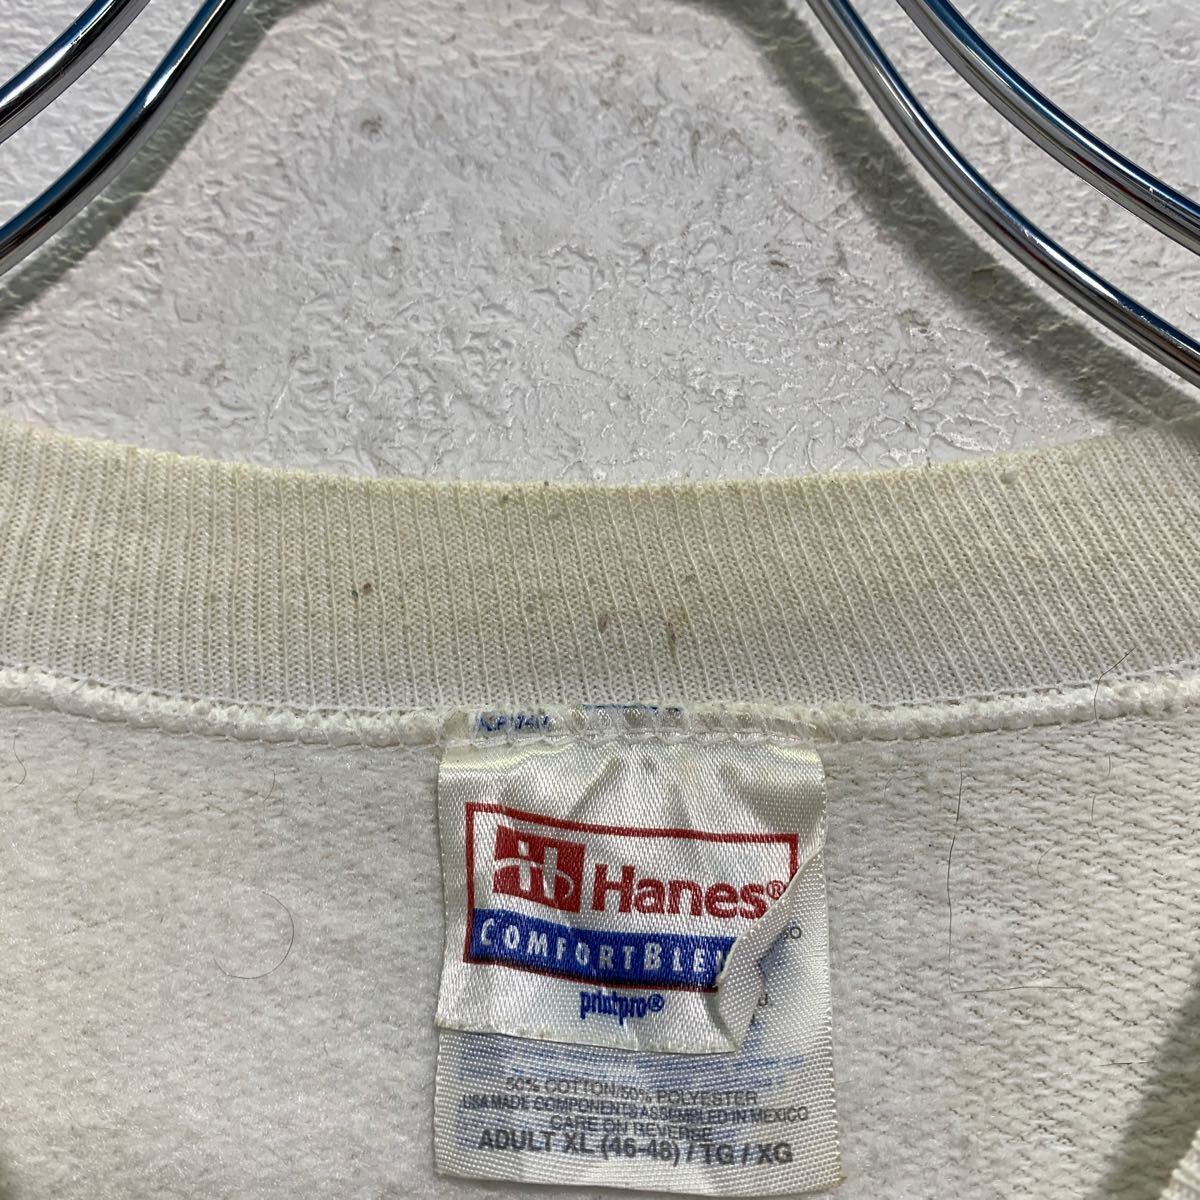 Hanes®
COMFORTBLEN
printpro®
50% COTTON/50% POLYESTER
USA MADE COMPONENTS ASSEMBLED IN MEXICO
CARE ON REVERSE
ADULT XL (46-48) / TG / XG